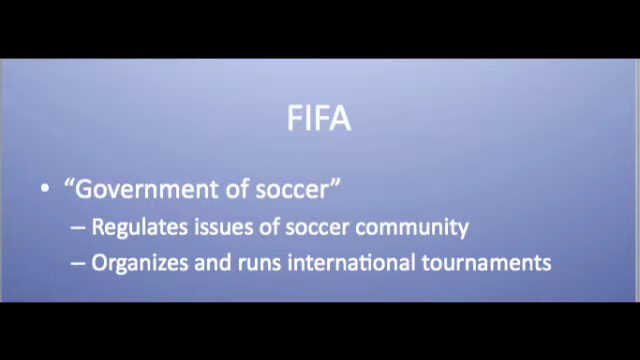 FIFA
• “Government of soccer”
– Regulates issues of soccer community
– Organizes and runs international tournaments